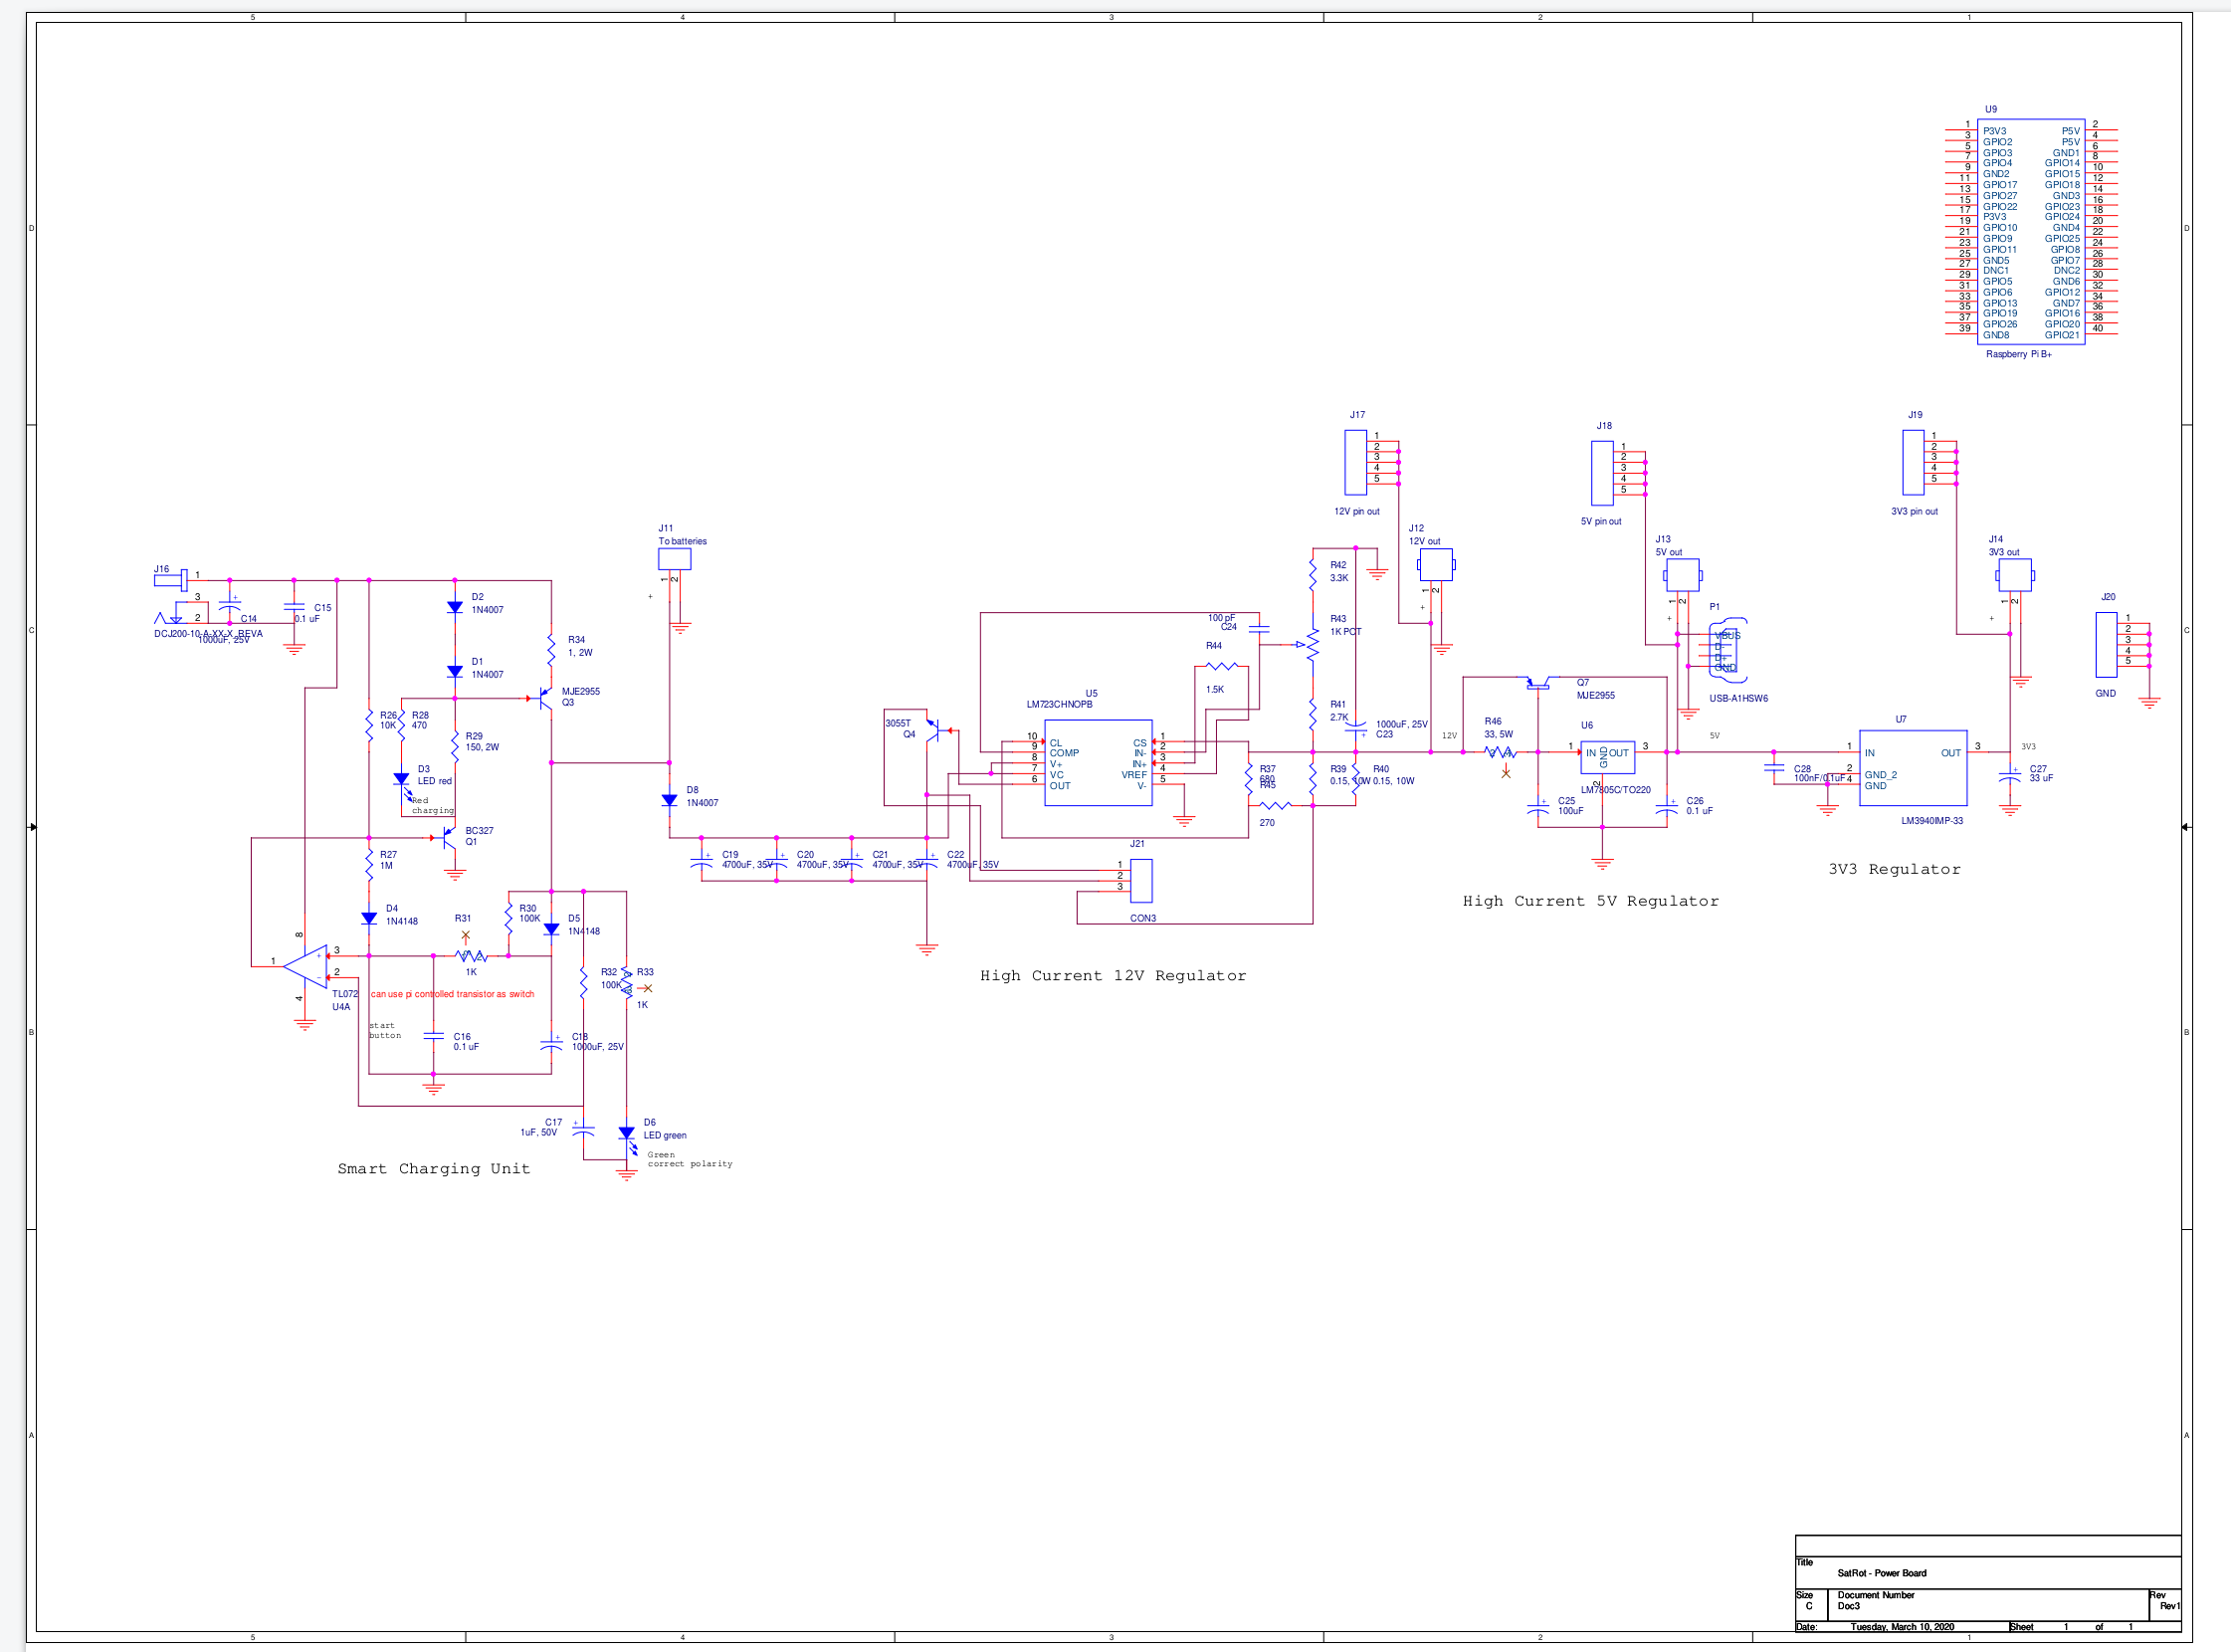 5 4 3 2 1
U9
1 P3V3 P5V 2
3 GPIO2 P5V 4
5 GPIO3 GND1 6
7 GPIO4 GPIO14 8
9 GND2 GPIO15 10
11 GPIO17 GPIO18 12
13 GPIO27 GND3 14
15 GPIO22 GPIO23 16
17 P3V3 GPIO24 18
19 GPIO10 GND4 20
21 GPIO9 GPIO25 22
23 GPIO11 GPIO8 24
25 GND5 GPIO7 26
27 DNC1 DNC2 28
29 GPIO5 GND6 30
31 GPIO6 GPIO12 32
33 GPIO13 GND7 34
35 GPIO19 GPIO16 36
37 GPIO26 GPIO20 38
39 GND8 GPIO21 40
Raspberry Pi B+
D D
J16
1
3
2
DCJ200-10-A-XX-X_REVA
C14
1000uF, 25V
C15
0.1 uF
D2
1N4007
D1
1N4007
R34
1, 2W
MJE2955
Q3
R26
10K
R28
470
R29
150, 2W
D3
LED red
Red
charging
BC327
Q1
R27
1M
D4
1N4148
R31
1K
R30
100K
D5
1N4148
R32
100K
R33
1K
8
3
+
1
2
-
4
TL072
U4A
can use pi controlled transistor as switch
start
button
C16
0.1 uF
C18
1000uF, 25V
C17
1uF, 50V
D6
LED green
Green
correct polarity
Smart Charging Unit
J11
To batteries
1 2
+
D8
1N4007
C19
4700uF, 35V
C20
4700uF, 35V
C21
4700uF, 35V
C22
4700uF, 35V
3055T
Q4
U5
LM723CHNOPB
10 CL CS 1
9 COMP IN- 2
8 V+ IN+ 3
7 VC VREF 4
6 OUT V- 5
100 pF
C24
R44
1.5K
R42
3.3K
R43
1K POT
R41
2.7K
1000uF, 25V
C23
R37
680
R45
270
R39
0.15, 10W
R40
0.15, 10W
J21
1
2
3
CON3
High Current 12V Regulator
J17
1
2
3
4
5
12V pin out
J12
12V out
1 2
+
12V
R46
33, 5W
Q7
MJE2955
U6
1 IN GND OUT 3
2
LM7805C/TO220
C25
100uF
C26
0.1 uF
High Current 5V Regulator
J18
1
2
3
4
5
5V pin out
J13
5V out
1 2
+
P1
VBUS
D-
D+
GND
USB-A1HSW6
5V
C28
100nF/0.1uF
U7
1 IN OUT 3
2 GND_2
4 GND
LM3940IMP-33
3V3 Regulator
J19
1
2
3
4
5
3V3 pin out
J14
3V3 out
1 2
+
3V3
C27
33 uF
J20
1
2
3
4
5
GND
C C
B B
A A
Title
SatRot - Power Board
Size
C
Document Number
Doc3
Rev
Rev1
Date: Tuesday, March 10, 2020 Sheet 1 of 1
5 4 3 2 1